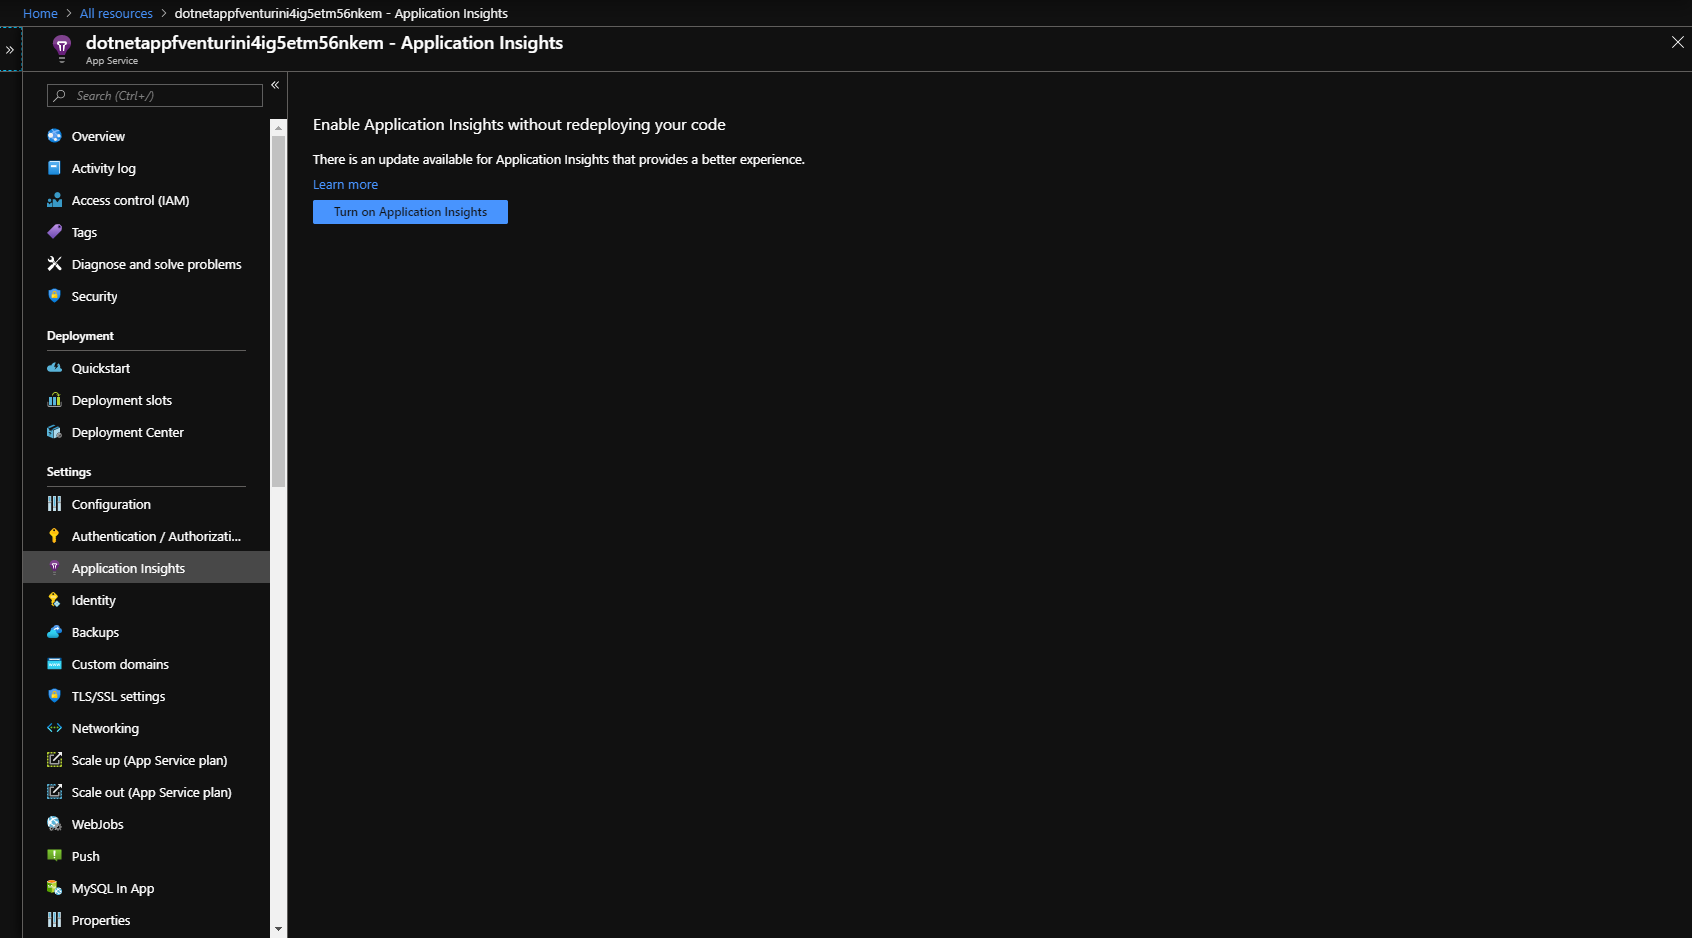 Home > All resources > dotnetappfventurini4ig5etm56nkem - Application Insights
»
dotnetappfventurini4ig5etm56nkem - Application Insights
App Service
Search (Ctrl+/)
«
Overview
Activity log
Access control (IAM)
Tags
Diagnose and solve problems
Security
Deployment
Quickstart
Deployment slots
Deployment Center
Settings
Configuration
Authentication / Authorizati...
Application Insights
Identity
Backups
Custom domains
TLS/SSL settings
Networking
Scale up (App Service plan)
Scale out (App Service plan)
WebJobs
Push
MySQL In App
Properties
Enable Application Insights without redeploying your code
There is an update available for Application Insights that provides a better experience.
Learn more
Turn on Application Insights